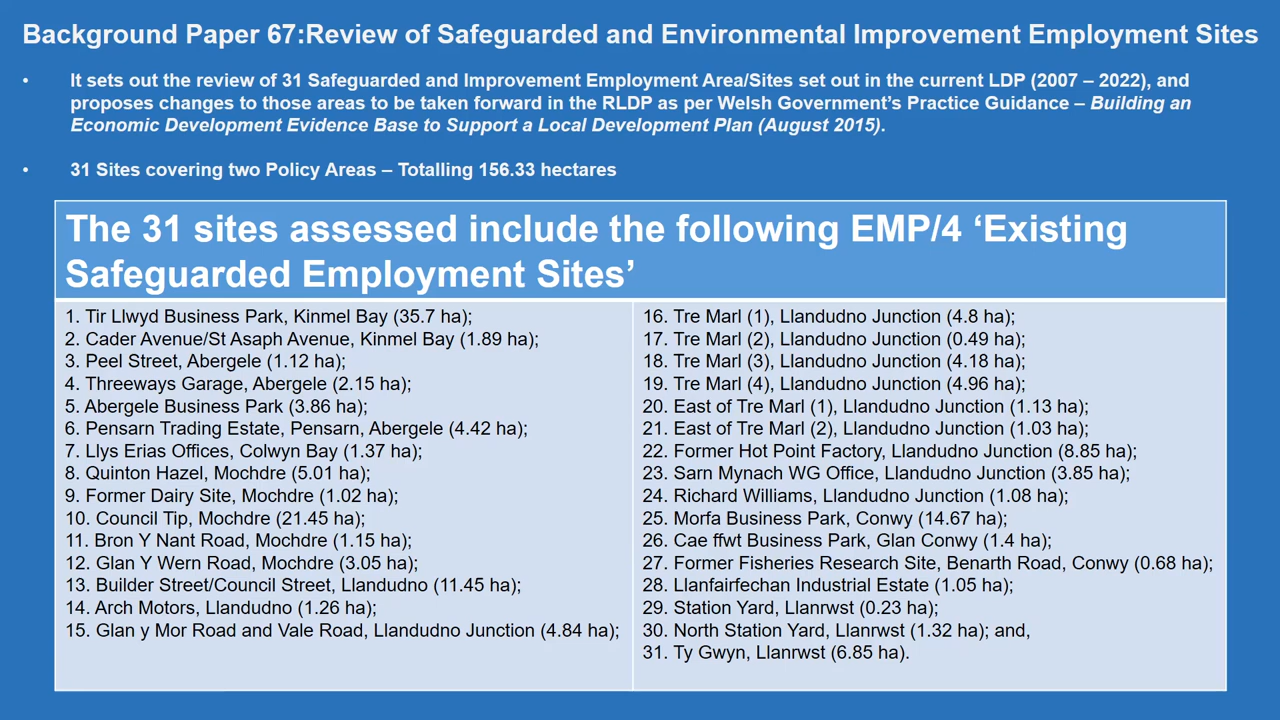 Background Paper 67:Review of Safeguarded and Environmental Improvement Employment Sites
• It sets out the review of 31 Safeguarded and Improvement Employment Area/Sites set out in the current LDP (2007 – 2022), and
proposes changes to those areas to be taken forward in the RLDP as per Welsh Government's Practice Guidance – Building an
Economic Development Evidence Base to Support a Local Development Plan (August 2015).
• 31 Sites covering two Policy Areas – Totalling 156.33 hectares
The 31 sites assessed include the following EMP/4 ‘Existing
Safeguarded Employment Sites’
1. Tir Llwyd Business Park, Kinmel Bay (35.7 ha);
2. Cader Avenue/St Asaph Avenue, Kinmel Bay (1.89 ha);
3. Peel Street, Abergele (1.12 ha);
4. Threeways Garage, Abergele (2.15 ha);
5. Abergele Business Park (3.86 ha);
6. Pensarn Trading Estate, Pensarn, Abergele (4.42 ha);
7. Llys Erias Offices, Colwyn Bay (1.37 ha);
8. Quinton Hazel, Mochdre (5.01 ha);
9. Former Dairy Site, Mochdre (1.02 ha);
10. Council Tip, Mochdre (21.45 ha);
11. Bron Y Nant Road, Mochdre (1.15 ha);
12. Glan Y Wern Road, Mochdre (3.05 ha);
13. Builder Street/Council Street, Llandudno (11.45 ha);
14. Arch Motors, Llandudno (1.26 ha);
15. Glan y Mor Road and Vale Road, Llandudno Junction (4.84 ha);
16. Tre Marl (1), Llandudno Junction (4.8 ha);
17. Tre Marl (2), Llandudno Junction (0.49 ha);
18. Tre Marl (3), Llandudno Junction (4.18 ha);
19. Tre Marl (4), Llandudno Junction (4.96 ha);
20. East of Tre Marl (1), Llandudno Junction (1.13 ha);
21. East of Tre Marl (2), Llandudno Junction (1.03 ha);
22. Former Hot Point Factory, Llandudno Junction (8.85 ha);
23. Sarn Mynach WG Office, Llandudno Junction (3.85 ha);
24. Richard Williams, Llandudno Junction (1.08 ha);
25. Morfa Business Park, Conwy (14.67 ha);
26. Cae ffwt Business Park, Glan Conwy (1.4 ha);
27. Former Fisheries Research Site, Benarth Road, Conwy (0.68 ha);
28. Llanfairfechan Industrial Estate (1.05 ha);
29. Station Yard, Llanrwst (0.23 ha);
30. North Station Yard, Llanrwst (1.32 ha); and,
31. Ty Gwyn, Llanrwst (6.85 ha).